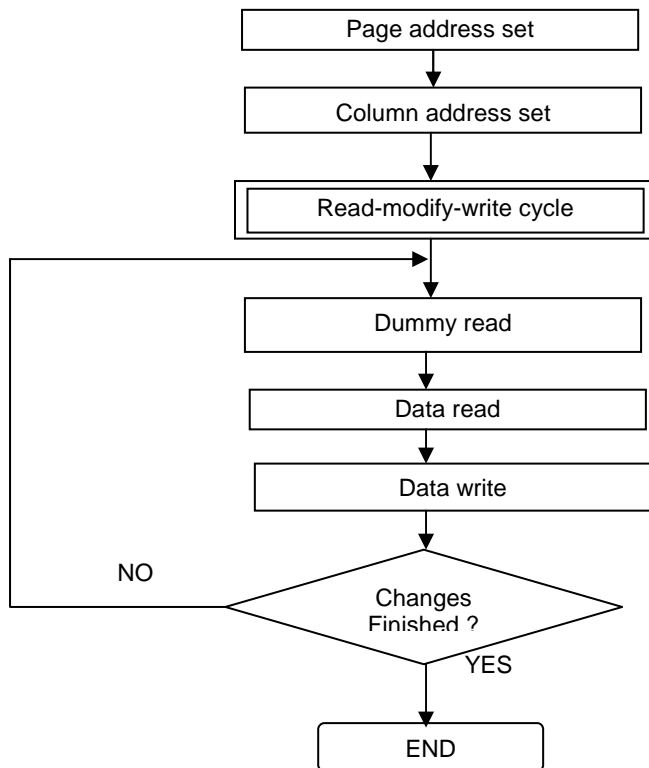 Page address set
Column address set
Read-modify-write cycle
Dummy read
Data read
Data write
NO
Changes
Finished ?
YES
END